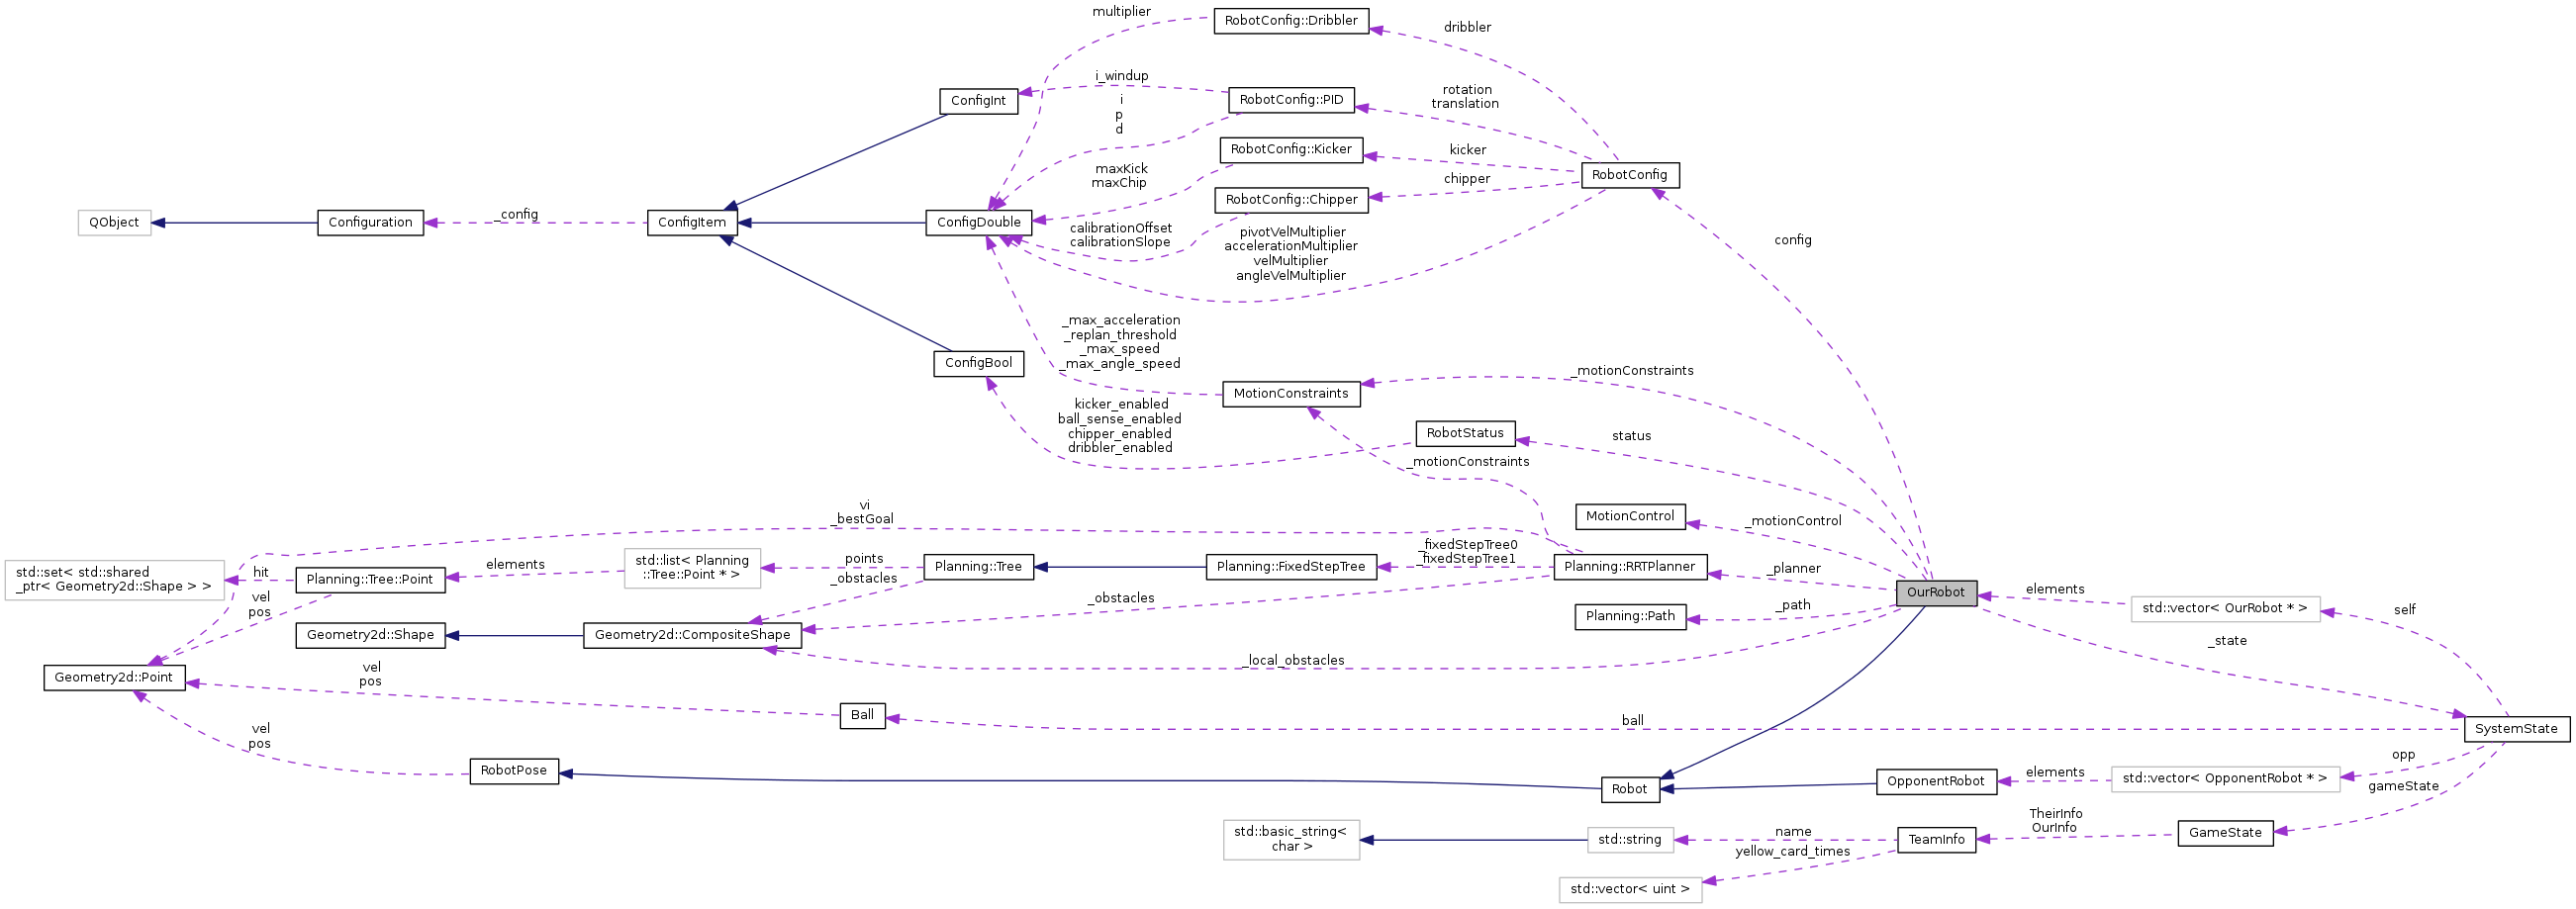 multiplier
RobotConfig::Dribbler
dribbler
i_windup
ConfigInt
RobotConfig::PID
rotation
translation
i
p
d
RobotConfig::Kicker
kicker
maxKick
maxChip
RobotConfig
chipper
RobotConfig::Chipper
QObject
Configuration
_config
ConfigItem
ConfigDouble
calibrationOffset
calibrationSlope
pivotVelMultiplier
accelerationMultiplier
velMultiplier
angleVelMultiplier
config
_max_acceleration
_replan_threshold
_max_speed
_max_angle_speed
ConfigBool
_motionConstraints
MotionConstraints
kicker_enabled
ball_sense_enabled
chipper_enabled
dribbler_enabled
RobotStatus
status
_motionConstraints
vi
_bestGoal
MotionControl
_motionControl
std::set< std::shared
_ptr< Geometry2d::Shape > >
hit
Planning::Tree::Point
elements
std::list< Planning
::Tree::Point * >
points
Planning::Tree
Planning::FixedStepTree
_fixedStepTree0
_fixedStepTree1
Planning::RRTPlanner
_planner
_obstacles
_obstacles
OurRobot
elements
std::vector< OurRobot * >
self
vel
pos
Planning::Path
_path
Geometry2d::Shape
Geometry2d::CompositeShape
_state
_local_obstacles
Geometry2d::Point
vel
pos
Ball
ball
SystemState
vel
pos
RobotPose
Robot
OpponentRobot
elements
std::vector< OpponentRobot * >
opp
gameState
std::basic_string<
char >
std::string
name
TeamInfo
TheirInfo
OurInfo
GameState
yellow_card_times
std::vector< uint >